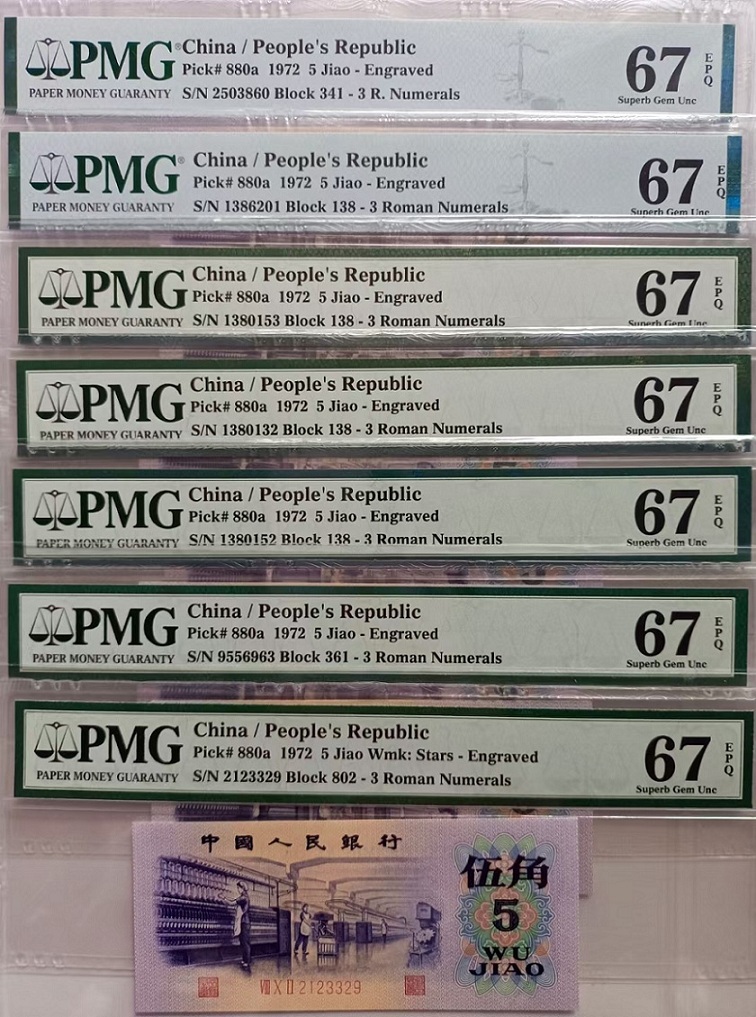 PMG®
PAPER MONEY GUARANTY
China / People's Republic
Pick# 880a 1972 5 Jiao - Engraved
S/N 2503860 Block 341 - 3 R. Numerals
67 EPQ
Superb Gem Unc
PMG®
PAPER MONEY GUARANTY
China / People's Republic
Pick# 880a 1972 5 Jiao - Engraved
S/N 1386201 Block 138 - 3 Roman Numerals
67 EPQ
Superb Gem Unc
PMG
PAPER MONEY GUARANTY
China / People's Republic
Pick# 880a 1972 5 Jiao - Engraved
S/N 1380153 Block 138 - 3 Roman Numerals
67 EPQ
Superb Gem Unc
PMG
PAPER MONEY GUARANTY
China / People's Republic
Pick# 880a 1972 5 Jiao - Engraved
S/N 1380132 Block 138 - 3 Roman Numerals
67 EPQ
Superb Gem Unc
PMG
PAPER MONEY GUARANTY
China / People's Republic
Pick# 880a 1972 5 Jiao - Engraved
S/N 1380152 Block 138 - 3 Roman Numerals
67 EPQ
Superb Gem Unc
PMG
PAPER MONEY GUARANTY
China / People's Republic
Pick# 880a 1972 5 Jiao - Engraved
S/N 9556963 Block 361 - 3 Roman Numerals
67 EPQ
Superb Gem Unc
PMG
PAPER MONEY GUARANTY
China / People's Republic
Pick# 880a 1972 5 Jiao Wmk: Stars - Engraved
S/N 2123329 Block 802 - 3 Roman Numerals
67 EPQ
Superb Gem Unc
中國人民銀行
伍角
5
WU
JIAO
Ⅷ Ⅹ Ⅱ 2123329